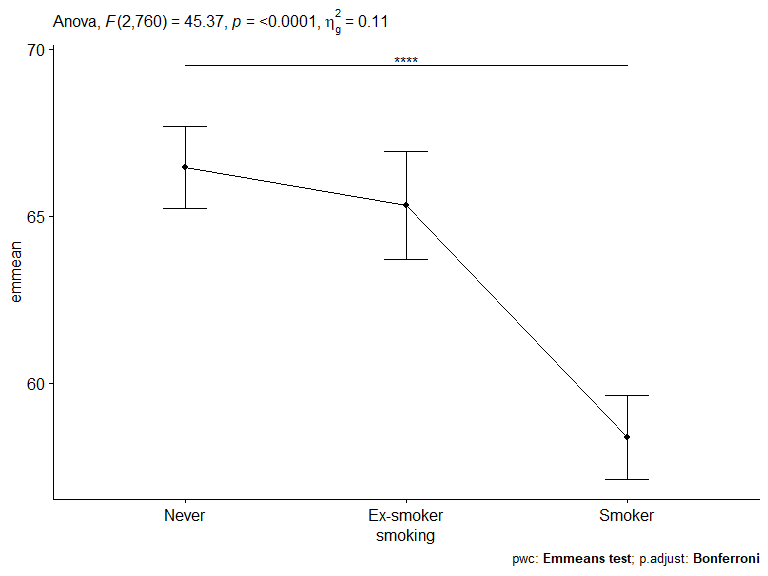 Anova, F(2,760) = 45.37, p = <0.0001, η²g = 0.11
70
****
65
emmean
60
Never Ex-smoker Smoker
smoking
pwc: Emmeans test; p.adjust: Bonferroni